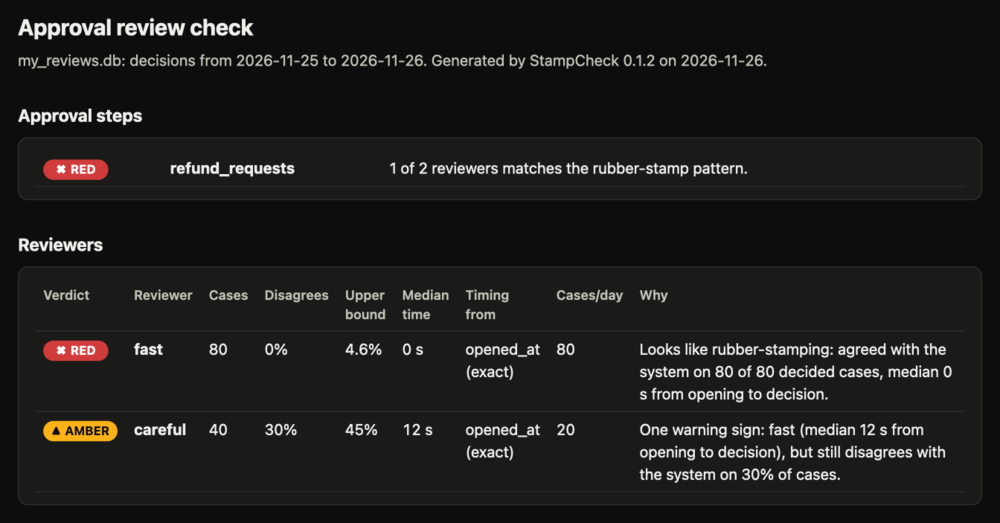 Approval review check
my_reviews.db: decisions from 2026-11-25 to 2026-11-26. Generated by StampCheck 0.1.2 on 2026-11-26.
Approval steps
✖ RED refund_requests 1 of 2 reviewers matches the rubber-stamp pattern.
Reviewers
Verdict Reviewer Cases Disagrees Upper bound Median time Timing from Cases/day Why
✖ RED fast 80 0% 4.6% 0 s opened_at (exact) 80 Looks like rubber-stamping: agreed with the
system on 80 of 80 decided cases, median 0
s from opening to decision.
▲ AMBER careful 40 30% 45% 12 s opened_at (exact) 20 One warning sign: fast (median 12 s from
opening to decision), but still disagrees with
the system on 30% of cases.